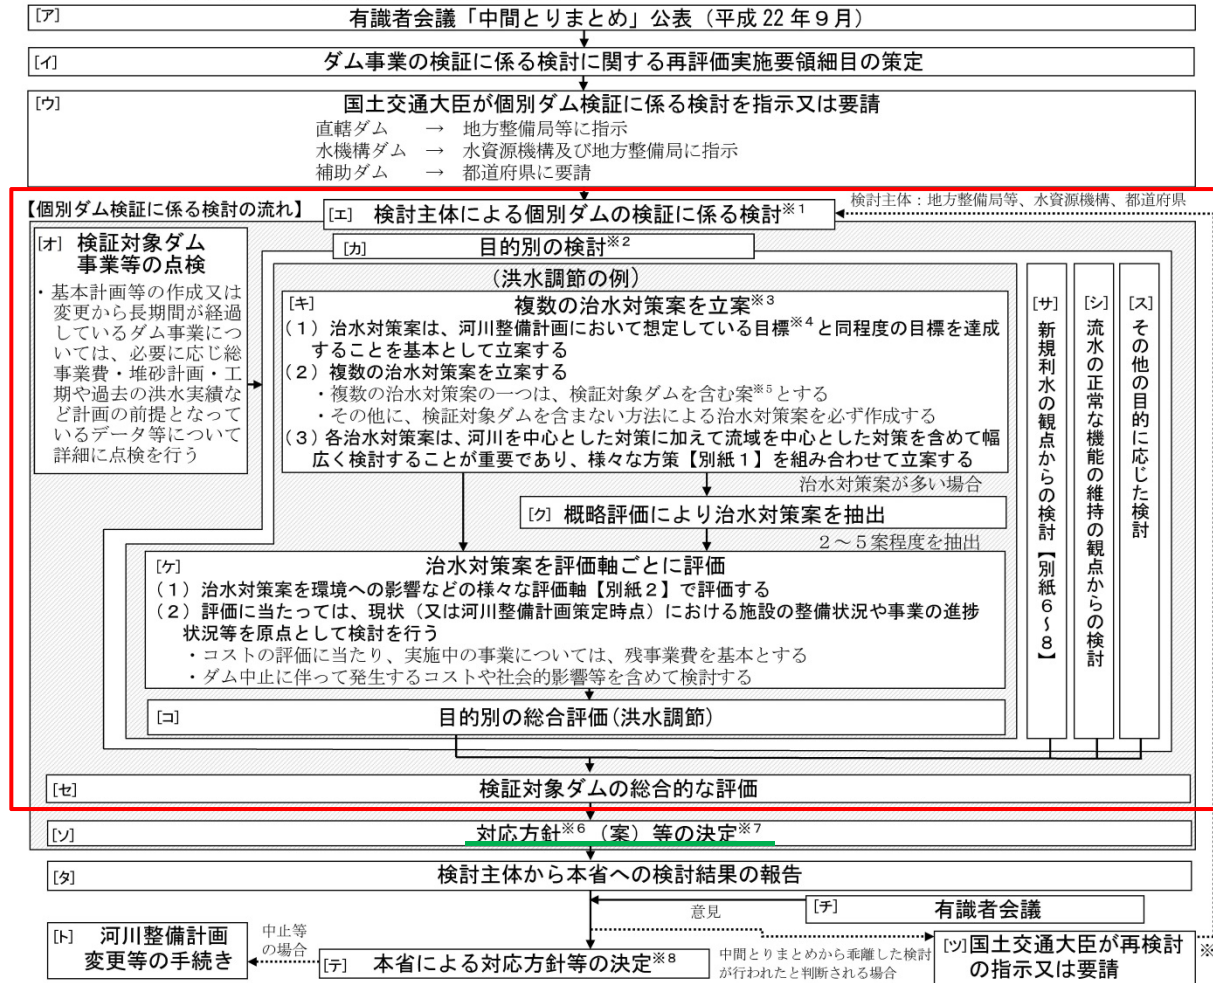 [ア] 有識者会議「中間とりまとめ」公表（平成22年9月）
[イ] ダム事業の検証に係る検討に関する再評価実施要領細目の策定
[ウ] 国土交通大臣が個別ダム検証に係る検討を指示又は要請
直轄ダム → 地方整備局等に指示
水機構ダム → 水資源機構及び地方整備局に指示
補助ダム → 都道府県に要請
【個別ダム検証に係る検討の流れ】
[エ] 検討主体による個別ダムの検証に係る検討※1
検討主体：地方整備局等、水資源機構、都道府県
[オ] 検証対象ダム
事業等の点検
・基本計画等の作成又は
変更から長期間が経過
しているダム事業につ
いては、必要に応じ総
事業費・堆砂計画・工
期や過去の洪水実績な
ど計画の前提となって
いるデータ等について
詳細に点検を行う
[カ] 目的別の検討※2
(洪水調節の例)
[キ] 複数の治水対策案を立案※3
(1) 治水対策案は、河川整備計画において想定している目標※4と同程度の目標を達成
することを基本として立案する
(2) 複数の治水対策案を立案する
・複数の治水対策案の一つは、検証対象ダムを含む案※5とする
・その他に、検証対象ダムを含まない方法による治水対策案を必ず作成する
(3) 各治水対策案は、河川を中心とした対策に加えて流域を中心とした対策を含めて幅
広く検討することが重要であり、様々な方策【別紙1】を組み合わせて立案する
治水対策案が多い場合
[ク] 概略評価により治水対策案を抽出
2～5案程度を抽出
[ケ] 治水対策案を評価軸ごとに評価
(1) 治水対策案を環境への影響などの様々な評価軸【別紙2】で評価する
(2) 評価に当たっては、現状（又は河川整備計画策定時点）における施設の整備状況や事業の進捗
状況等を原点として検討を行う
・コストの評価に当たり、実施中の事業については、残事業費を基本とする
・ダム中止に伴って発生するコストや社会的影響等を含めて検討する
[コ] 目的別の総合評価(洪水調節)
[サ] 新規利水の観点からの検討【別紙6～8】
[シ] 流水の正常な機能の維持の観点からの検討
[ス] その他の目的に応じた検討
[セ] 検証対象ダムの総合的な評価
[ソ] 対応方針※6（案）等の決定※7
[タ] 検討主体から本省への検討結果の報告
意見
[チ] 有識者会議
[ト] 河川整備計画
変更等の手続き
中止等
の場合
[テ] 本省による対応方針等の決定※8
中間とりまとめから乖離した検討
が行われたと判断される場合
[ツ] 国土交通大臣が再検討
の指示又は要請
※